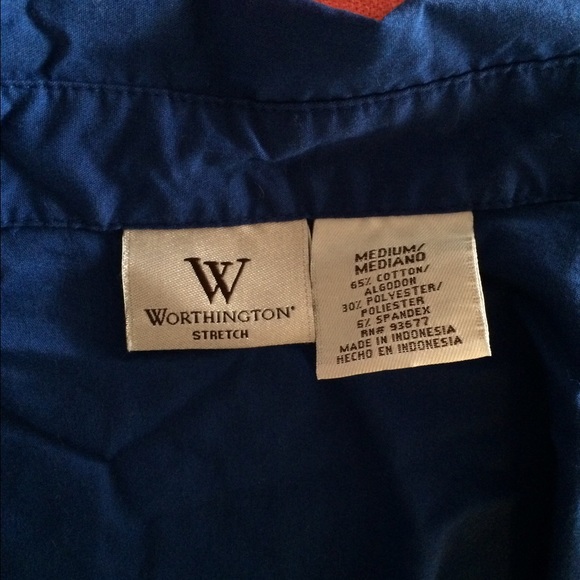 W
WORTHINGTON®
STRETCH
MEDIUM/
MEDIANO
65% COTTON/
ALGODON
30% POLYESTER/
POLIESTER
5% SPANDEX
RN# 93677
MADE IN INDONESIA
HECHO EN INDONESIA